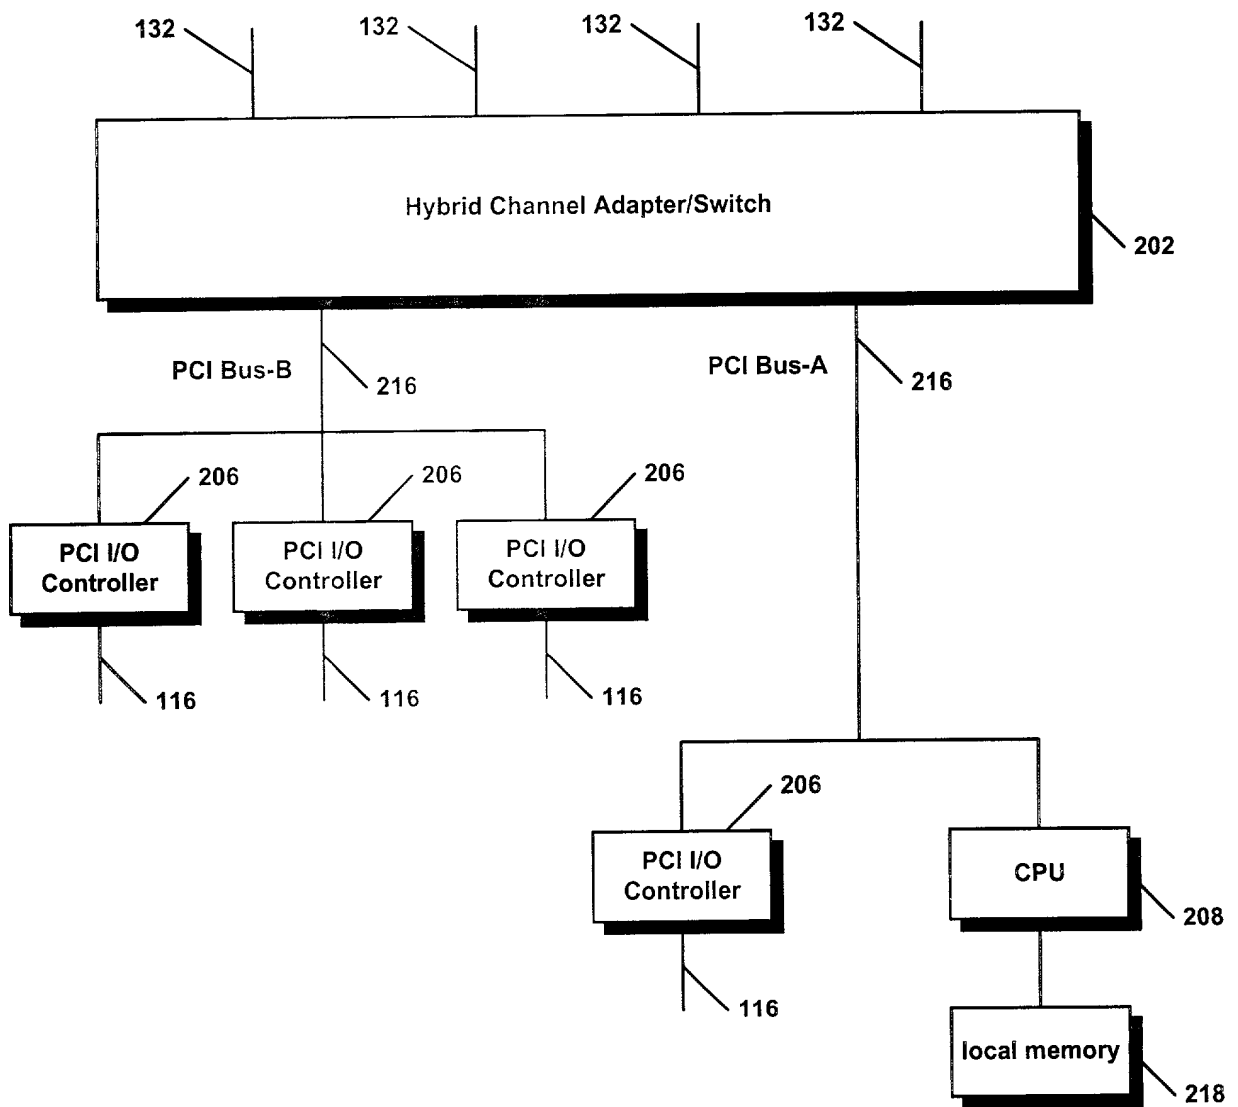 132
132
132
132
Hybrid Channel Adapter/Switch
202
PCI Bus-B
216
PCI Bus-A
216
206
206
206
PCI I/O
Controller
PCI I/O
Controller
PCI I/O
Controller
116
116
116
206
PCI I/O
Controller
CPU
208
116
local memory
218